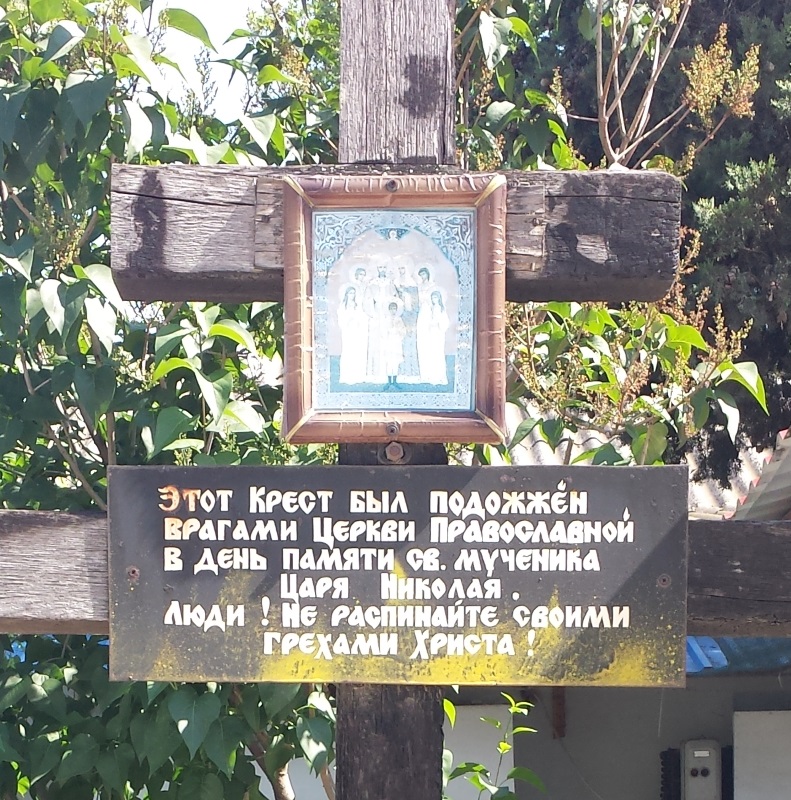 Этот Крест был подожжён
врагами Церкви Православной
в день памяти св. мученика
Царя Николая.
Люди! Не распинайте своими
грехами Христа!